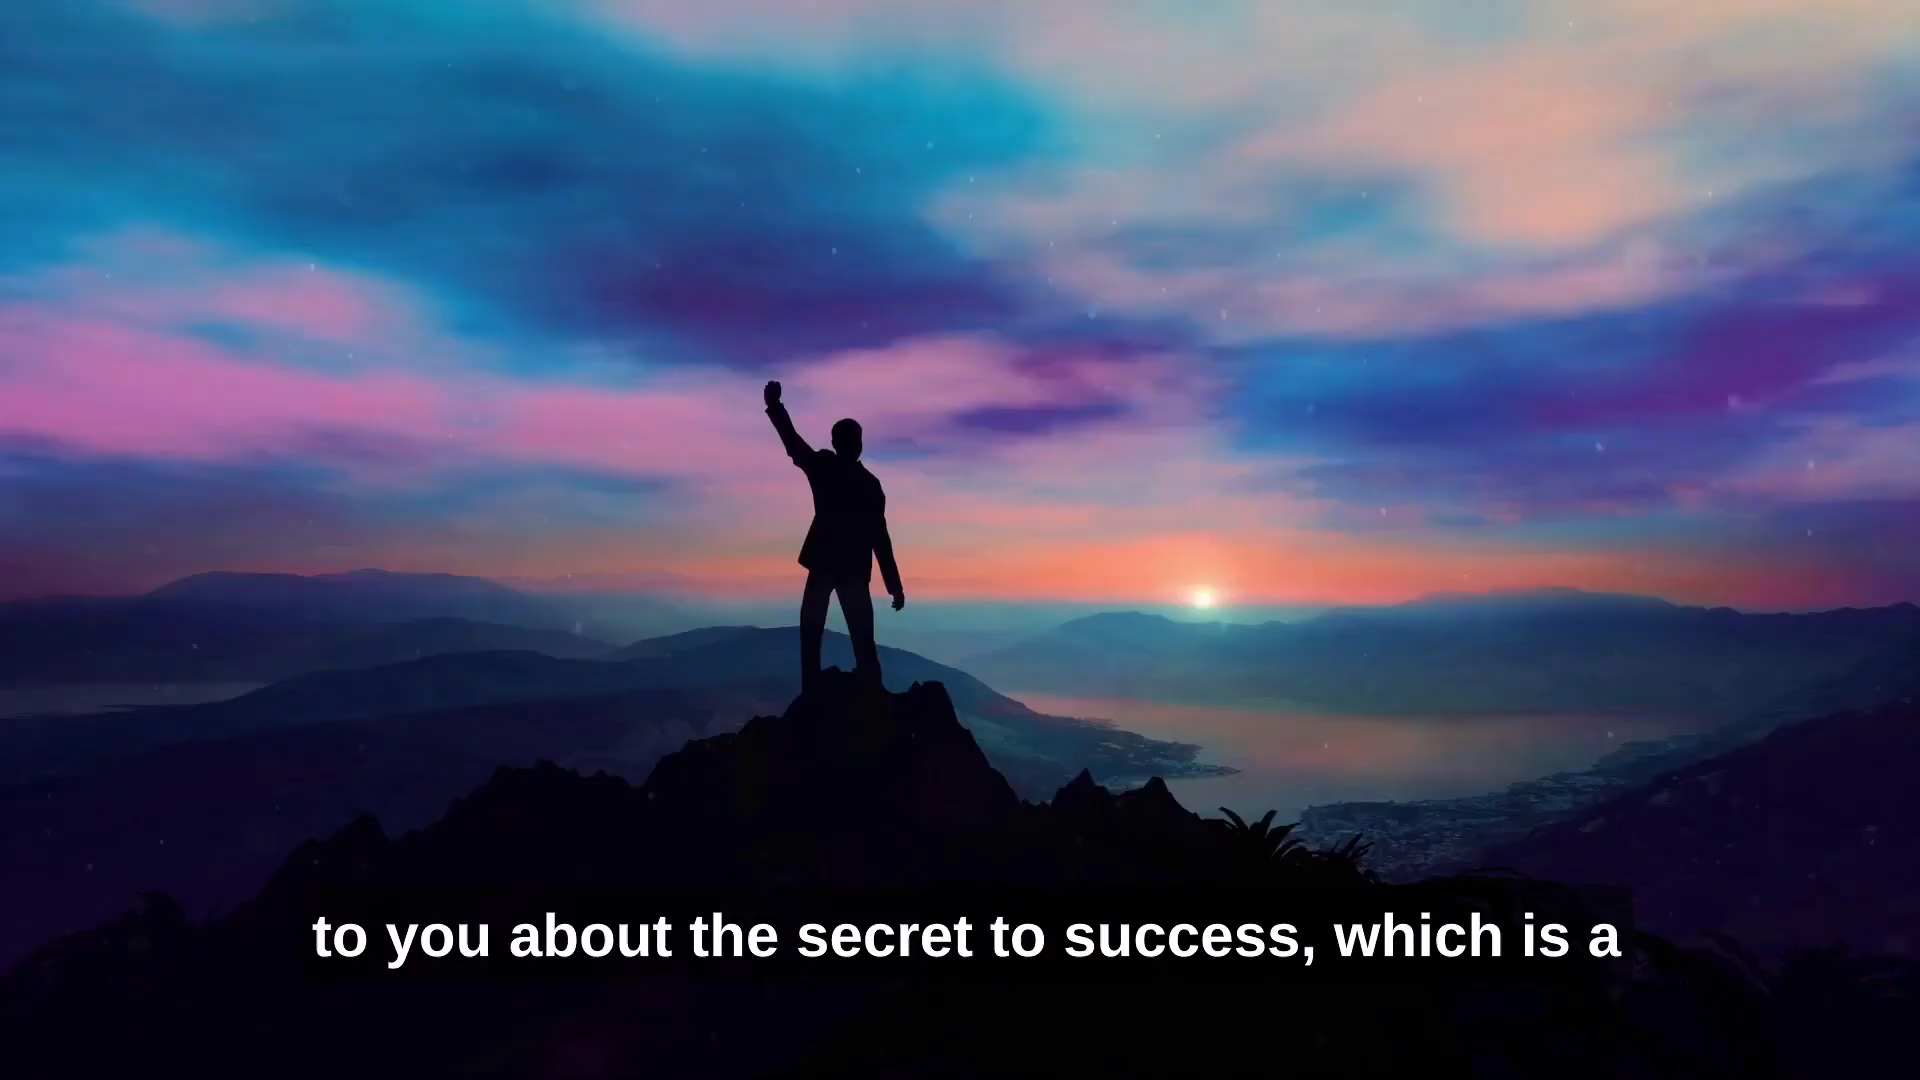 to you about the secret to success, which is a